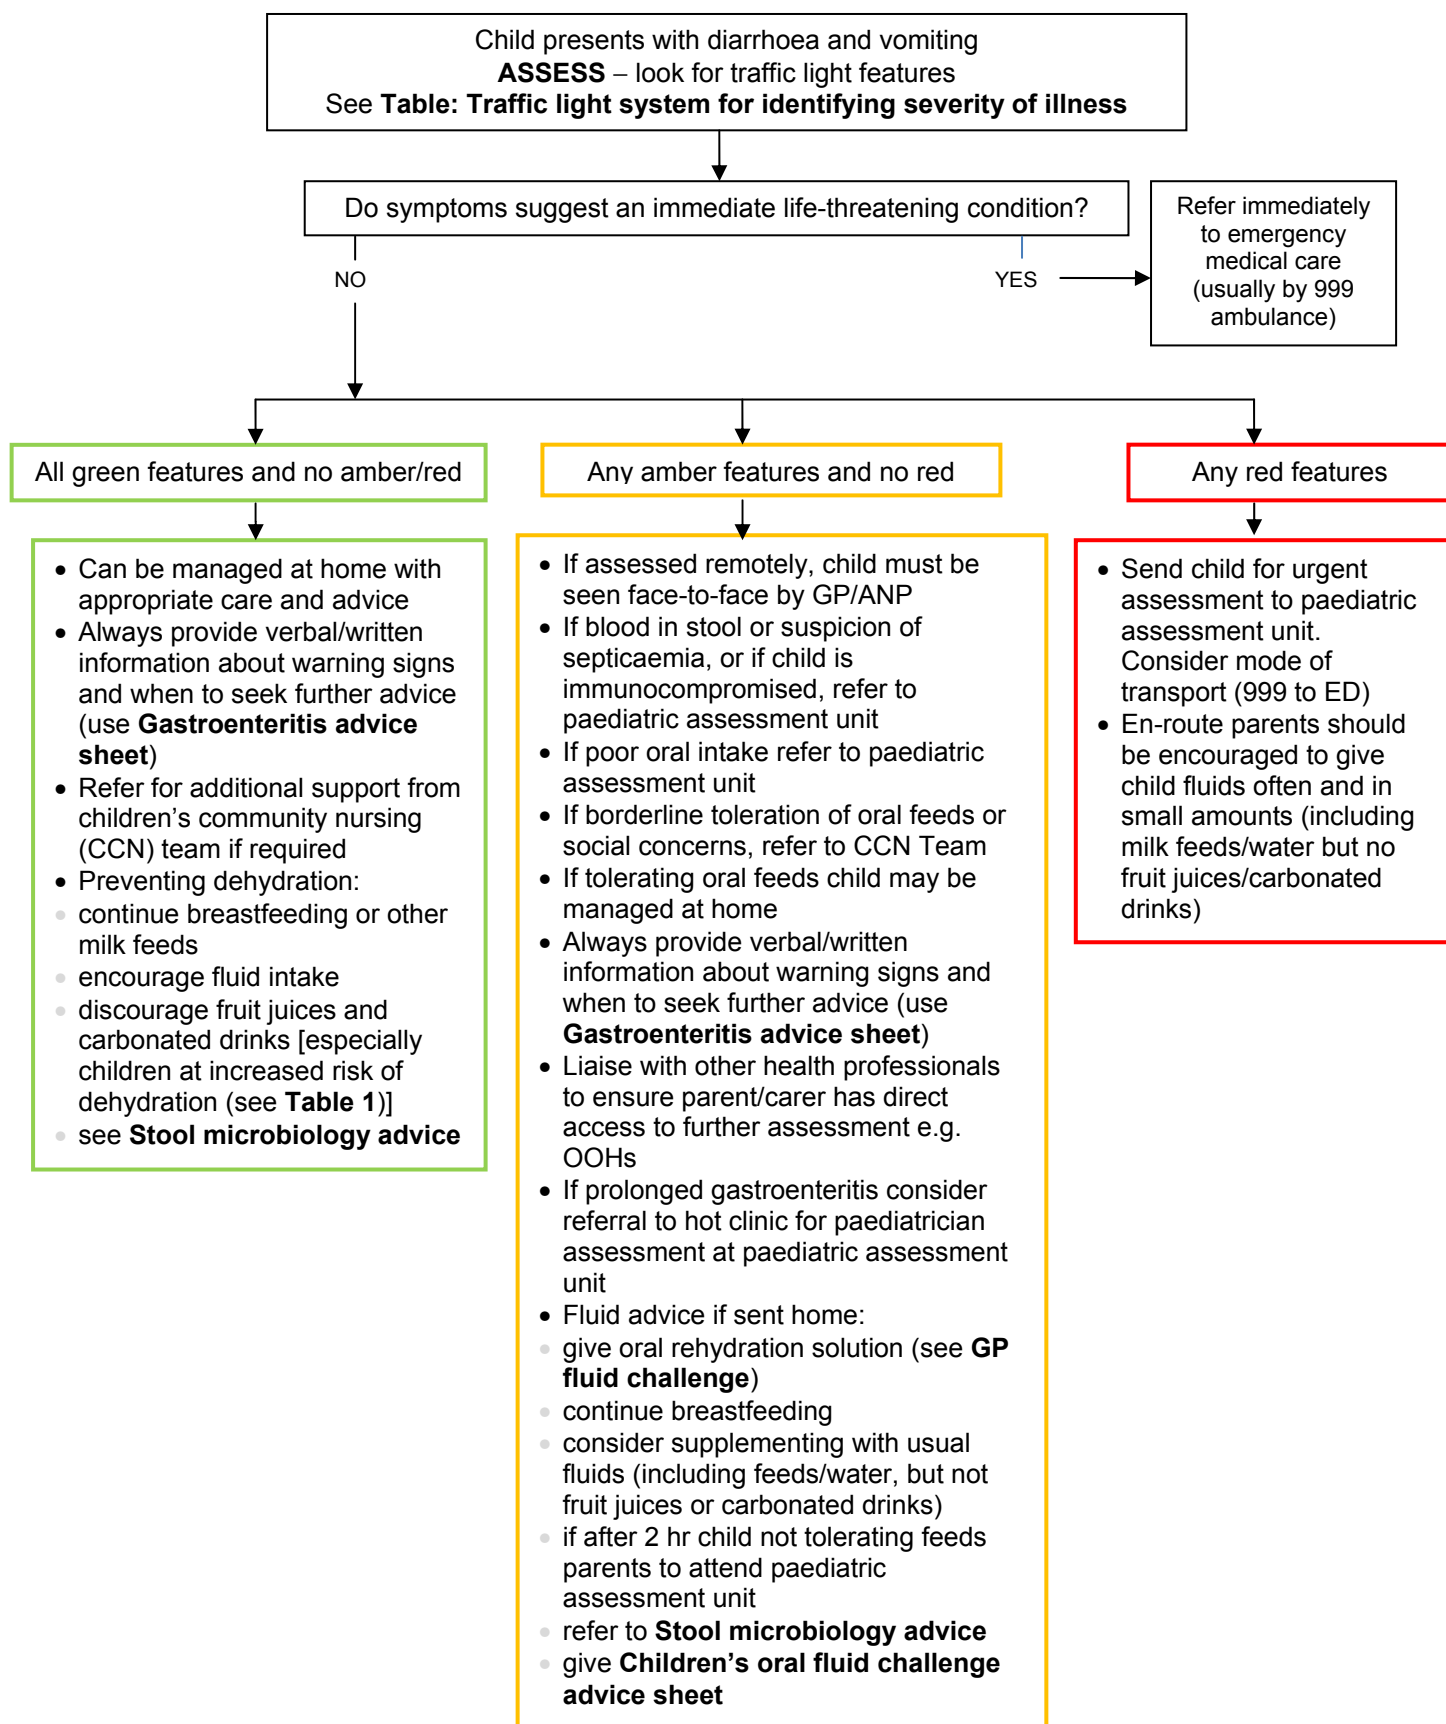 Child presents with diarrhoea and vomiting
ASSESS – look for traffic light features
See Table: Traffic light system for identifying severity of illness
Do symptoms suggest an immediate life-threatening condition?
Refer immediately
to emergency
medical care
(usually by 999
ambulance)
NO
YES
All green features and no amber/red
Any amber features and no red
Any red features
• Can be managed at home with
appropriate care and advice
• Always provide verbal/written
information about warning signs
and when to seek further advice
(use Gastroenteritis advice
sheet)
• Refer for additional support from
children's community nursing
(CCN) team if required
• Preventing dehydration:
• continue breastfeeding or other
milk feeds
• encourage fluid intake
• discourage fruit juices and
carbonated drinks [especially
children at increased risk of
dehydration (see Table 1)]
• see Stool microbiology advice
• If assessed remotely, child must be
seen face-to-face by GP/ANP
• If blood in stool or suspicion of
septicaemia, or if child is
immunocompromised, refer to
paediatric assessment unit
• If poor oral intake refer to paediatric
assessment unit
• If borderline toleration of oral feeds or
social concerns, refer to CCN Team
• If tolerating oral feeds child may be
managed at home
• Always provide verbal/written
information about warning signs and
when to seek further advice (use
Gastroenteritis advice sheet)
• Liaise with other health professionals
to ensure parent/carer has direct
access to further assessment e.g.
OOHs
• If prolonged gastroenteritis consider
referral to hot clinic for paediatrician
assessment at paediatric assessment
unit
• Fluid advice if sent home:
• give oral rehydration solution (see GP
fluid challenge)
• continue breastfeeding
• consider supplementing with usual
fluids (including feeds/water, but not
fruit juices or carbonated drinks)
• if after 2 hr child not tolerating feeds
parents to attend paediatric
assessment unit
• refer to Stool microbiology advice
• give Children's oral fluid challenge
advice sheet
• Send child for urgent
assessment to paediatric
assessment unit.
Consider mode of
transport (999 to ED)
• En-route parents should
be encouraged to give
child fluids often and in
small amounts (including
milk feeds/water but no
fruit juices/carbonated
drinks)